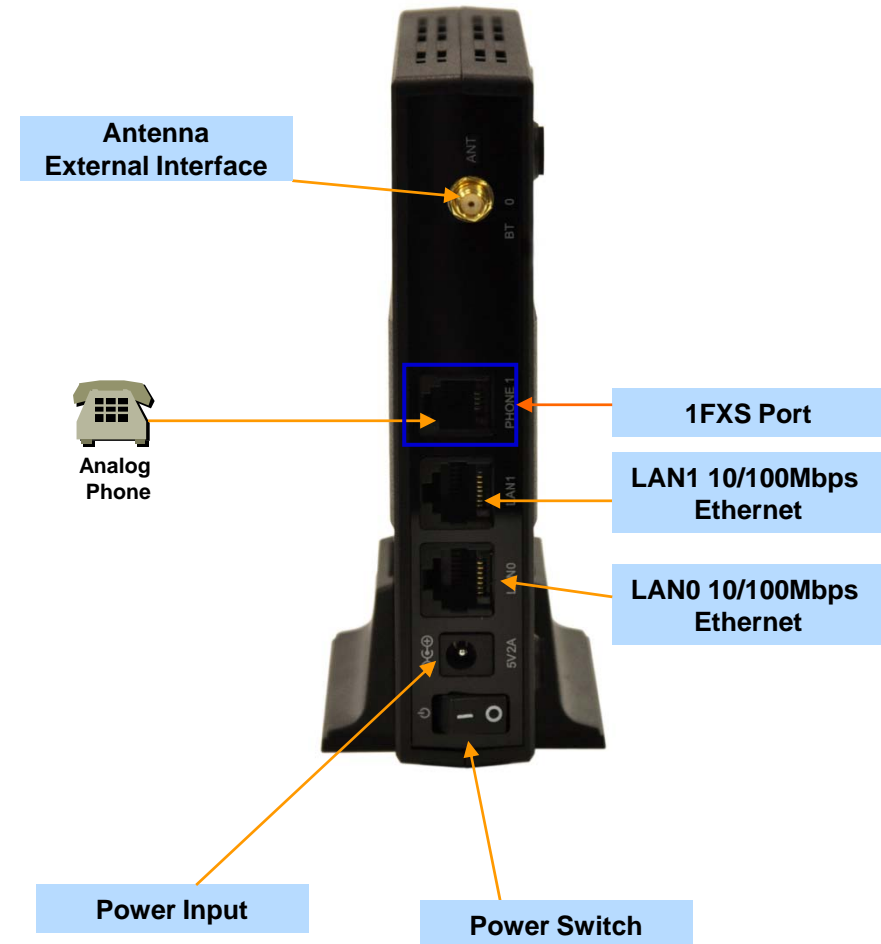 Antenna
External Interface
ANT
BT 0
PHONE 1
1FXS Port
Analog
Phone
LAN1
LAN1 10/100Mbps
Ethernet
LAN0
LAN0 10/100Mbps
Ethernet
5V2A
Power Input
Power Switch